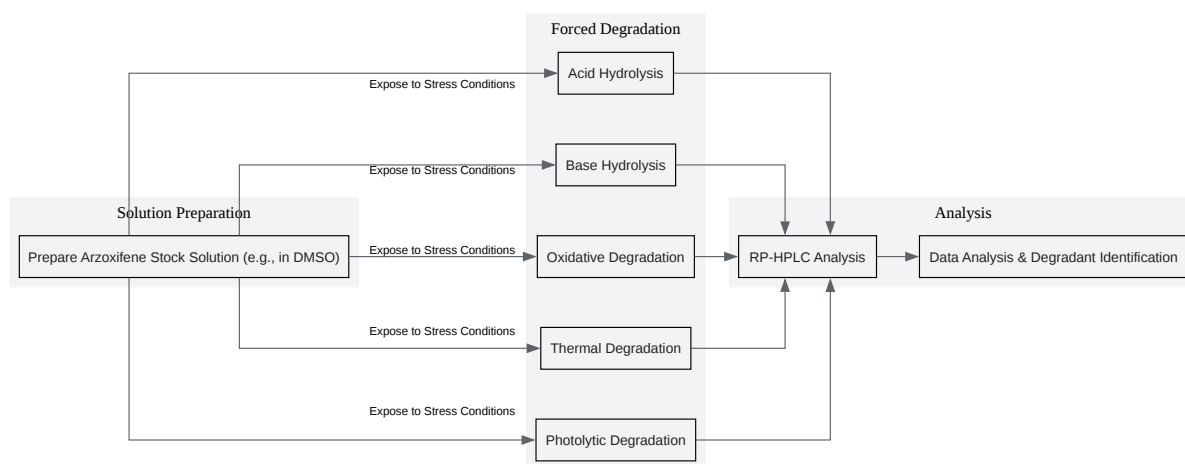 Forced Degradation
Acid Hydrolysis
Expose to Stress Conditions
Base Hydrolysis
Expose to Stress Conditions
Solution Preparation
Analysis
Prepare Arzoxifene Stock Solution (e.g., in DMSO)
Expose to Stress Conditions
Oxidative Degradation
RP-HPLC Analysis
Data Analysis & Degradant Identification
Expose to Stress Conditions
Thermal Degradation
Expose to Stress Conditions
Photolytic Degradation